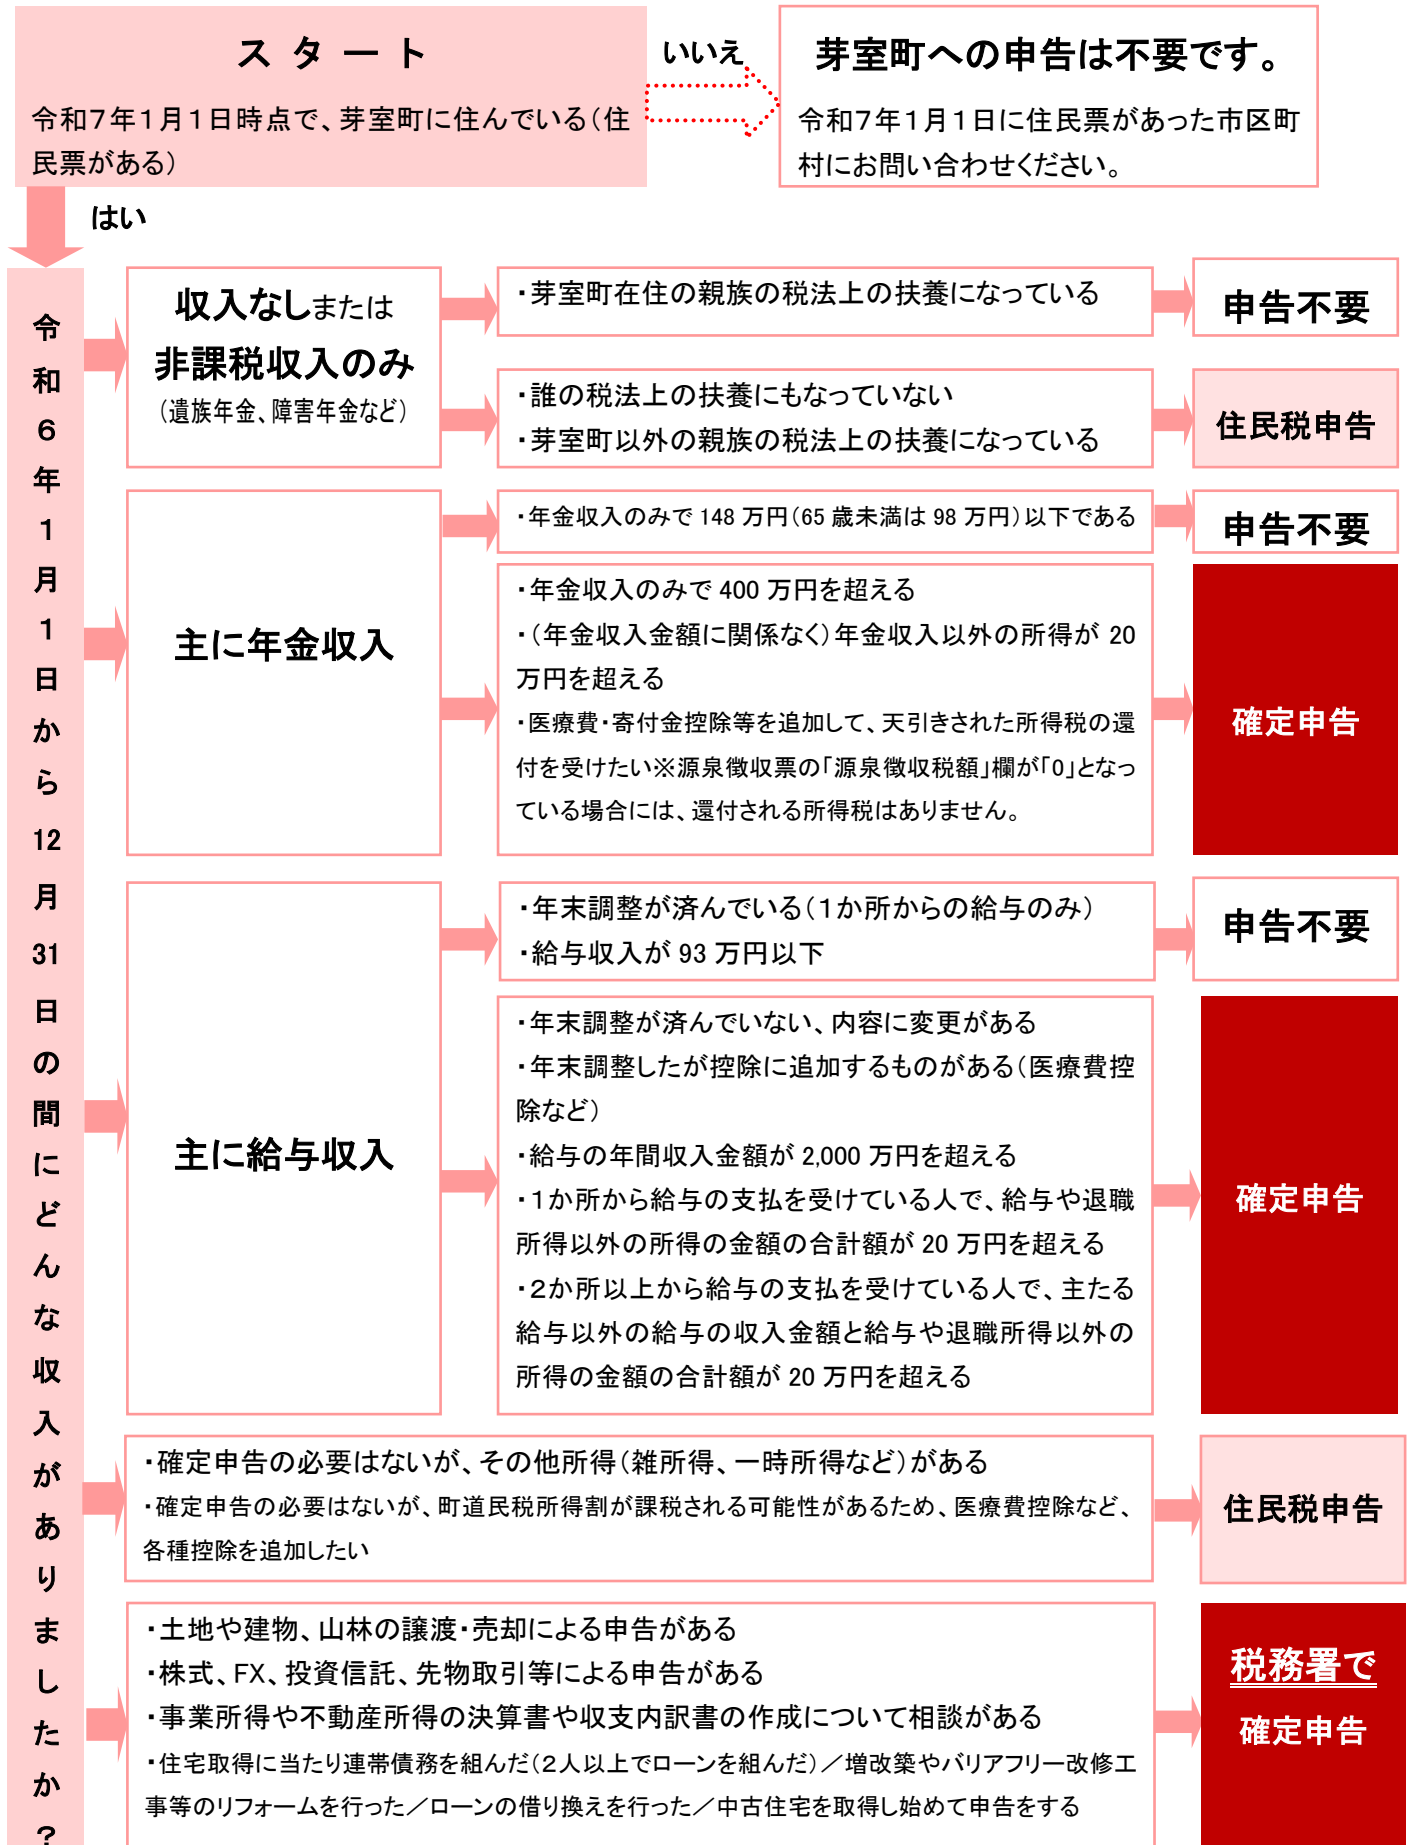 スタート
令和７年１月１日時点で、芽室町に住んでいる（住
民票がある）
いいえ
芽室町への申告は不要です。
令和７年１月１日に住民票があった市区町
村にお問い合わせください。
はい
令和６年１月１日から12月31日の間にどんな収入がありましたか？
収入なしまたは
非課税収入のみ
（遺族年金、障害年金など）
・芽室町在住の親族の税法上の扶養になっている
申告不要
・誰の税法上の扶養にもなっていない
・芽室町以外の親族の税法上の扶養になっている
住民税申告
主に年金収入
・年金収入のみで 148 万円（65 歳未満は 98 万円）以下である
申告不要
・年金収入のみで 400 万円を超える
・（年金収入金額に関係なく）年金収入以外の所得が 20
万円を超える
・医療費・寄付金控除等を追加して、天引きされた所得税の還
付を受けたい※源泉徴収票の「源泉徴収税額」欄が「0」となっ
ている場合には、還付される所得税はありません。
確定申告
主に給与収入
・年末調整が済んでいる（１か所からの給与のみ）
・給与収入が 93 万円以下
申告不要
・年末調整が済んでいない、内容に変更がある
・年末調整したが控除に追加するものがある（医療費控
除など）
・給与の年間収入金額が 2,000 万円を超える
・１か所から給与の支払を受けている人で、給与や退職
所得以外の所得の金額の合計額が 20 万円を超える
・２か所以上から給与の支払を受けている人で、主たる
給与以外の給与の収入金額と給与や退職所得以外の
所得の金額の合計額が 20 万円を超える
確定申告
・確定申告の必要はないが、その他所得（雑所得、一時所得など）がある
・確定申告の必要はないが、町道民税所得割が課税される可能性があるため、医療費控除など、
各種控除を追加したい
住民税申告
・土地や建物、山林の譲渡・売却による申告がある
・株式、FX、投資信託、先物取引等による申告がある
・事業所得や不動産所得の決算書や収支内訳書の作成について相談がある
・住宅取得に当たり連帯債務を組んだ（２人以上でローンを組んだ）／増改築やバリアフリー改修工
事等のリフォームを行った／ローンの借り換えを行った／中古住宅を取得し始めて申告をする
税務署で
確定申告